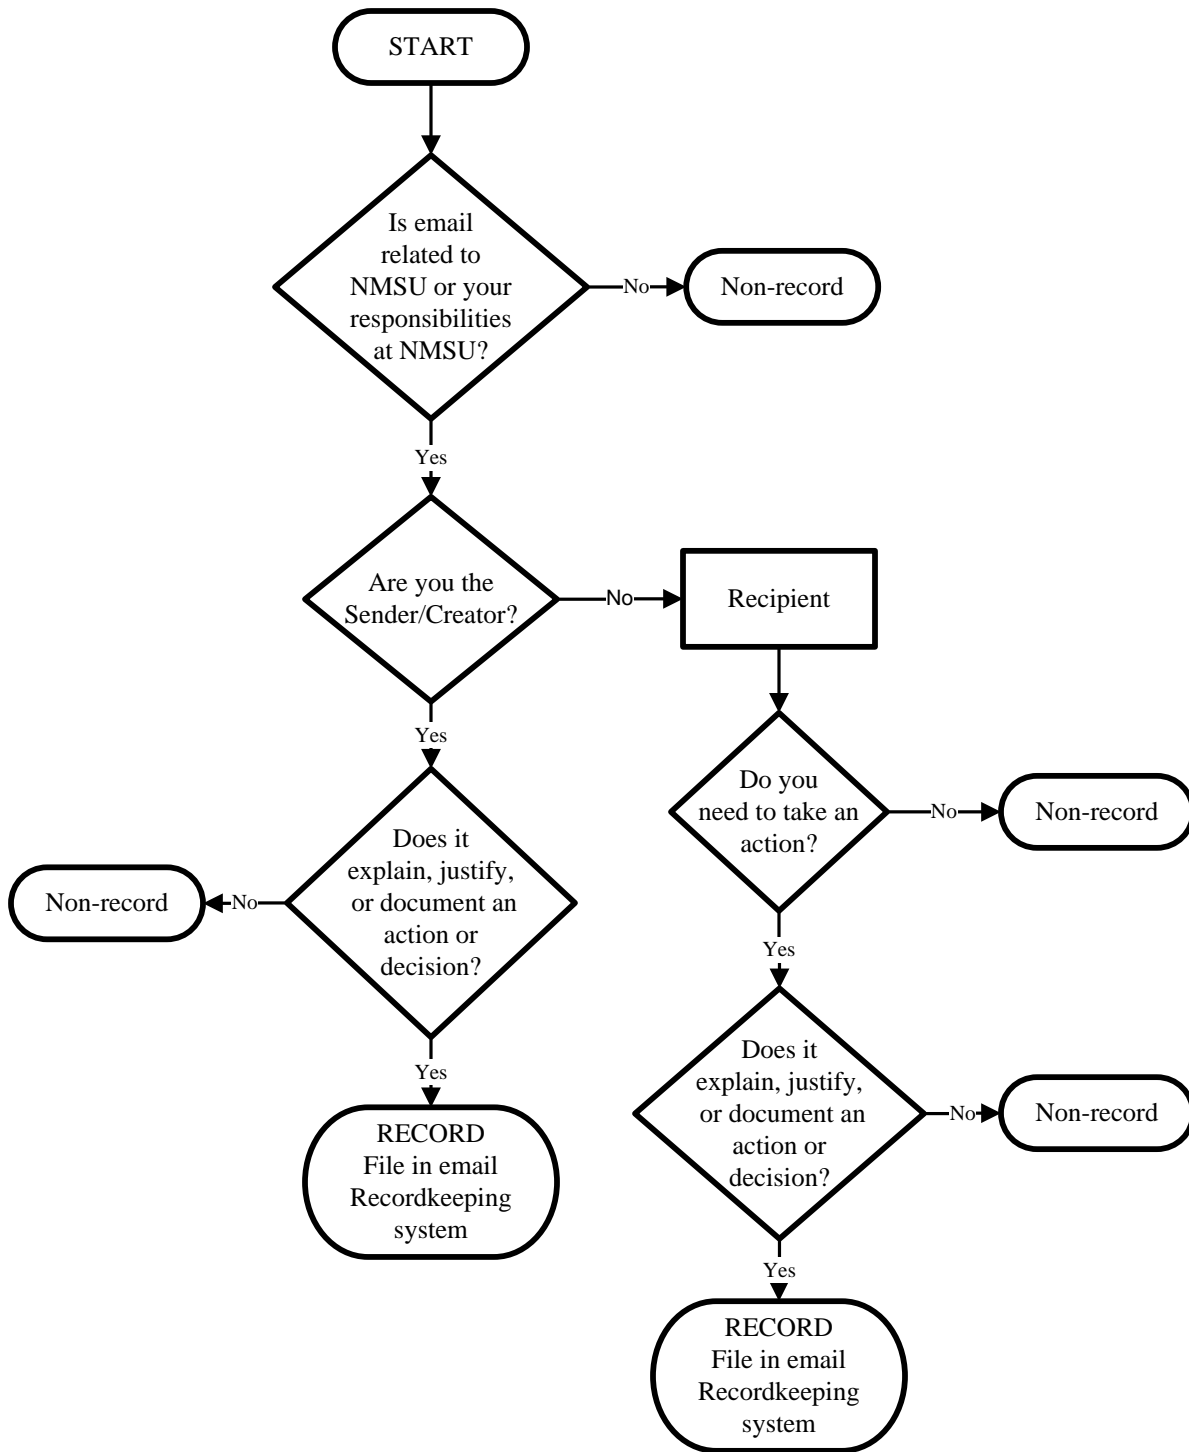 START
Is email
related to
NMSU or your
responsibilities
at NMSU?
No
Non-record
Yes
Are you the
Sender/Creator?
No
Recipient
Yes
Do you
need to take an
action?
No
Non-record
Does it
explain, justify,
or document an
action or
decision?
No
Non-record
Yes
Yes
RECORD
File in email
Recordkeeping
system
Does it
explain, justify,
or document an
action or
decision?
No
Non-record
Yes
RECORD
File in email
Recordkeeping
system